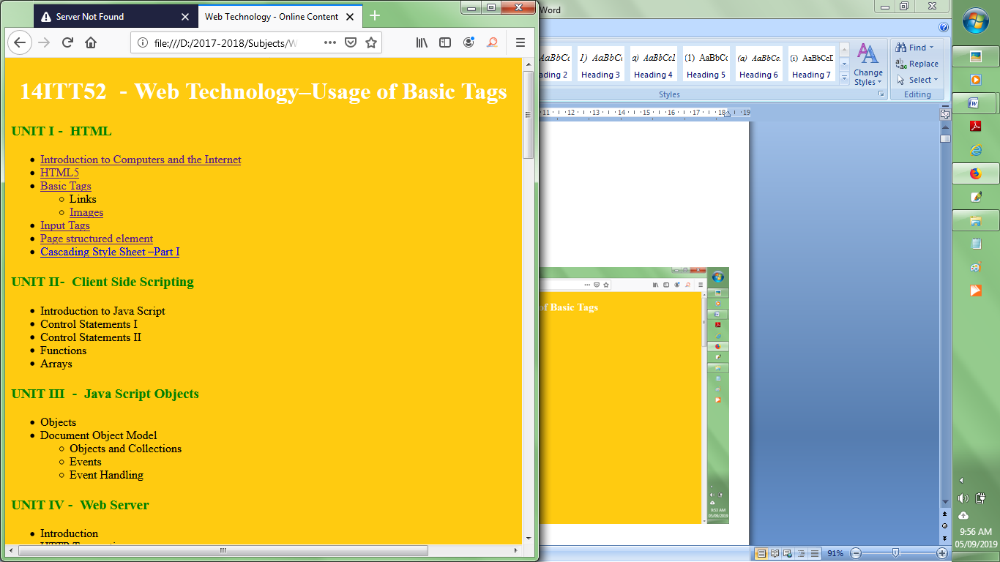 Server Not Found
Web Technology - Online Content
file:///D:/2017-2018/Subjects/W
14ITT52 - Web Technology–Usage of Basic Tags
UNIT I - HTML
Introduction to Computers and the Internet
HTML5
Basic Tags
Links
Images
Input Tags
Page structured element
Cascading Style Sheet –Part I
UNIT II- Client Side Scripting
Introduction to Java Script
Control Statements I
Control Statements II
Functions
Arrays
UNIT III - Java Script Objects
Objects
Document Object Model
Objects and Collections
Events
Event Handling
UNIT IV - Web Server
Introduction
Word
AaBbCc 1) AaBbCc a) AaBbCcI (1) AaBbCc (a) AaBbCc. (i) AaBbCcI
ading 2 Heading 3 Heading 4 Heading 5 Heading 6 Heading 7
Change Styles
Find
Replace
Select
Styles
Editing
11 12 13 14 15 16 17 18 19
of Basic Tags
9:53 AM
05/09/2019
91%
9:56 AM
05/09/2019